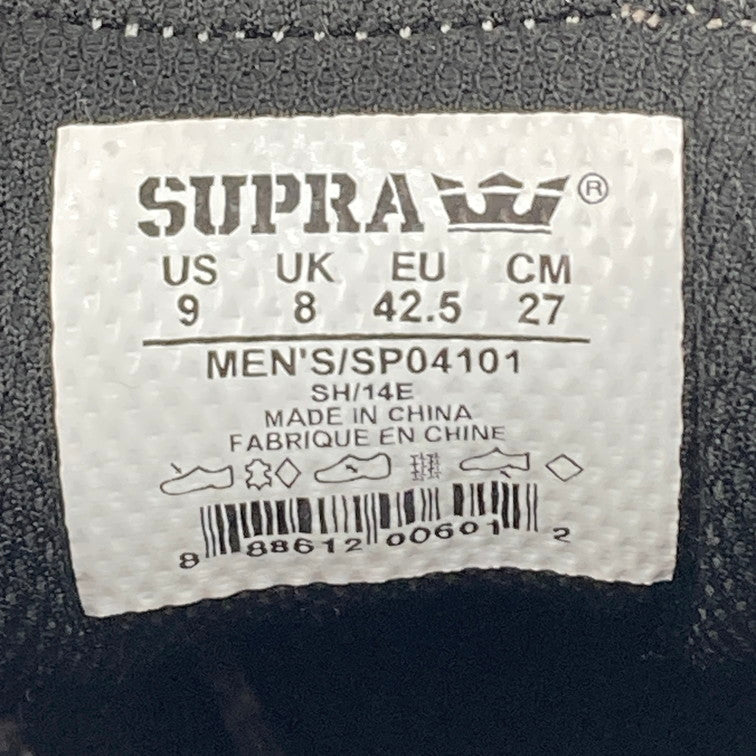 SUPRA ®
US UK EU CM
9 8 42.5 27
MEN'S/SP04101
SH/14E
MADE IN CHINA
FABRIQUE EN CHINE
8 88612 00601 2